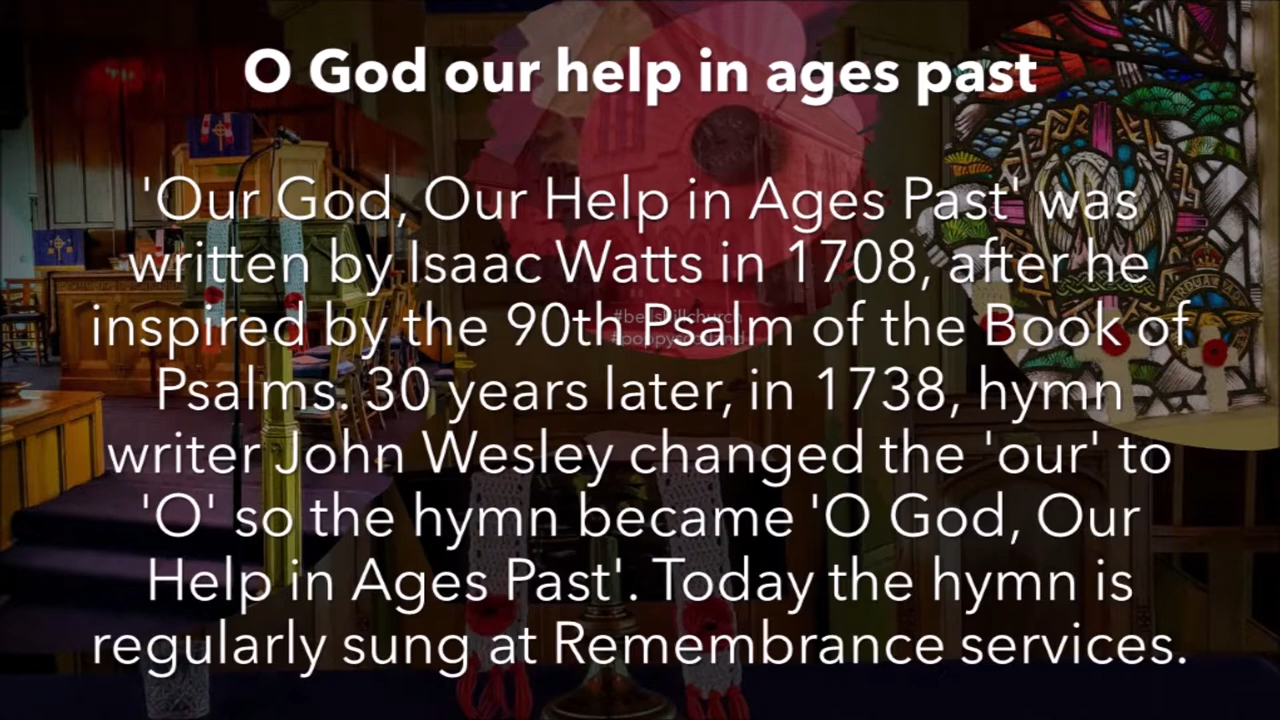 O God our help in ages past
'Our God, Our Help in Ages Past' was
written by Isaac Watts in 1708, after he
inspired by the 90th Psalm of the Book of
Psalms. 30 years later, in 1738, hymn
writer John Wesley changed the 'our' to
'O' so the hymn became 'O God, Our
Help in Ages Past'. Today the hymn is
regularly sung at Remembrance services.